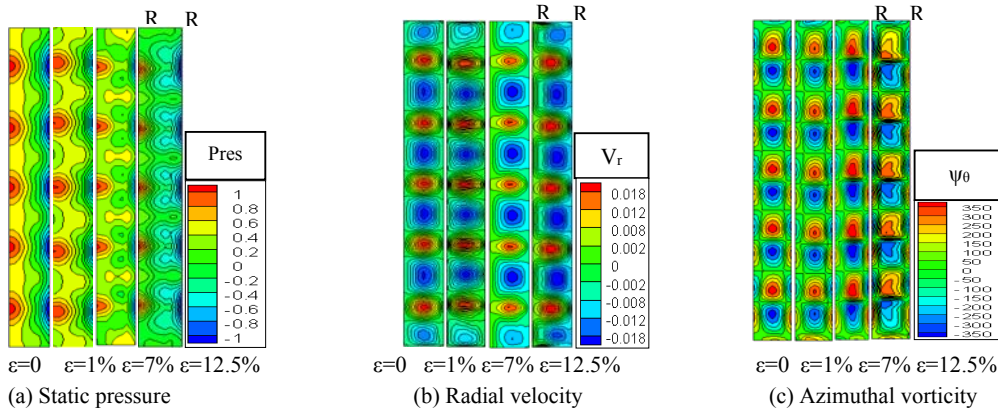 R R
Pres
1
0.8
0.6
0.4
0.2
0
-0.2
-0.4
-0.6
-0.8
-1
ε=0 ε=1% ε=7% ε=12.5%
(a) Static pressure
R R
Vr
0.018
0.012
0.008
0.002
0
-0.002
-0.008
-0.012
-0.018
ε=0 ε=1% ε=7% ε=12.5%
(b) Radial velocity
R R
ψθ
350
300
250
200
150
100
50
0
-50
-100
-150
-200
-250
-300
-350
ε=0 ε=1% ε=7% ε=12.5%
(c) Azimuthal vorticity